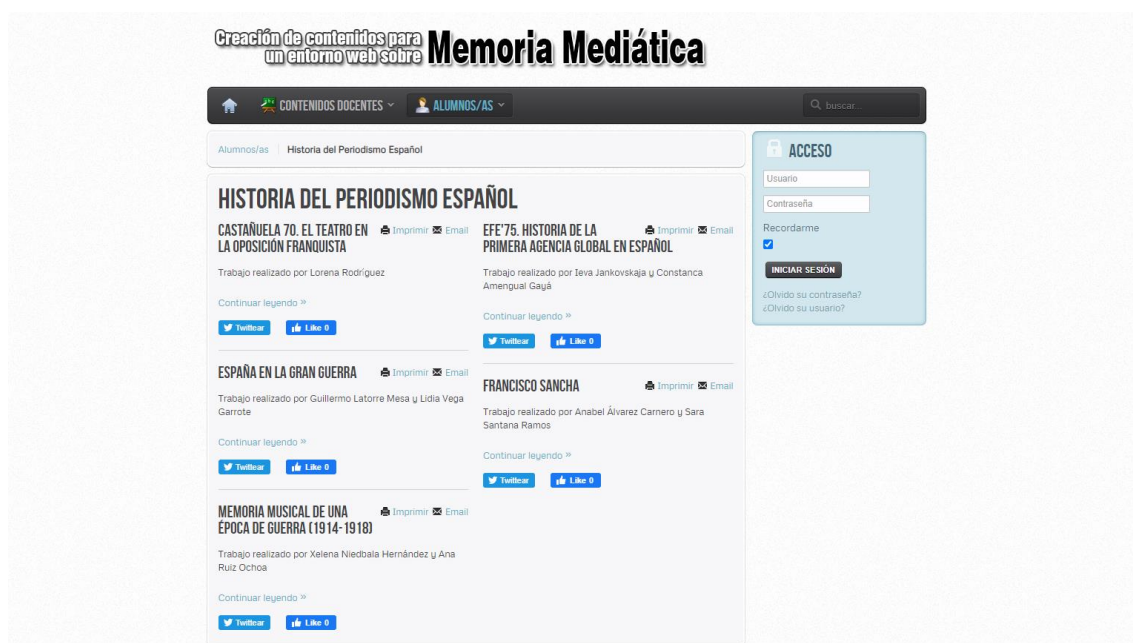 Creación de contenidos para
un entorno web sobre
Memoria Mediática
CONTENIDOS DOCENTES
ALUMNOS/AS
buscar...
Alumnos/as
Historia del Periodismo Español
HISTORIA DEL PERIODISMO ESPAÑOL
CASTAÑUELA 70. EL TEATRO EN
LA OPOSICIÓN FRANQUISTA
Imprimir Email
Trabajo realizado por Lorena Rodríguez
Continuar leyendo »
Twittear
Like 0
ESPAÑA EN LA GRAN GUERRA
Imprimir Email
Trabajo realizado por Guillermo Latorre Mesa y Lidia Vega
Garrote
Continuar leyendo »
Twittear
Like 0
MEMORIA MUSICAL DE UNA
ÉPOCA DE GUERRA (1914-1918)
Imprimir Email
Trabajo realizado por Xelena Niedbala Hernández y Ana
Ruiz Ochoa
Continuar leyendo »
Twittear
Like 0
EFE'75. HISTORIA DE LA
PRIMERA AGENCIA GLOBAL EN ESPAÑOL
Imprimir Email
Trabajo realizado por Ieva Jankovskaja y Constanca
Amengual Gayá
Continuar leyendo »
Twittear
Like 0
FRANCISCO SANCHA
Imprimir Email
Trabajo realizado por Anabel Álvarez Carnero y Sara
Santana Ramos
Continuar leyendo »
Twittear
Like 0
ACCESO
Usuario
Contraseña
Recordarme
INICIAR SESIÓN
¿Olvido su contraseña?
¿Olvido su usuario?